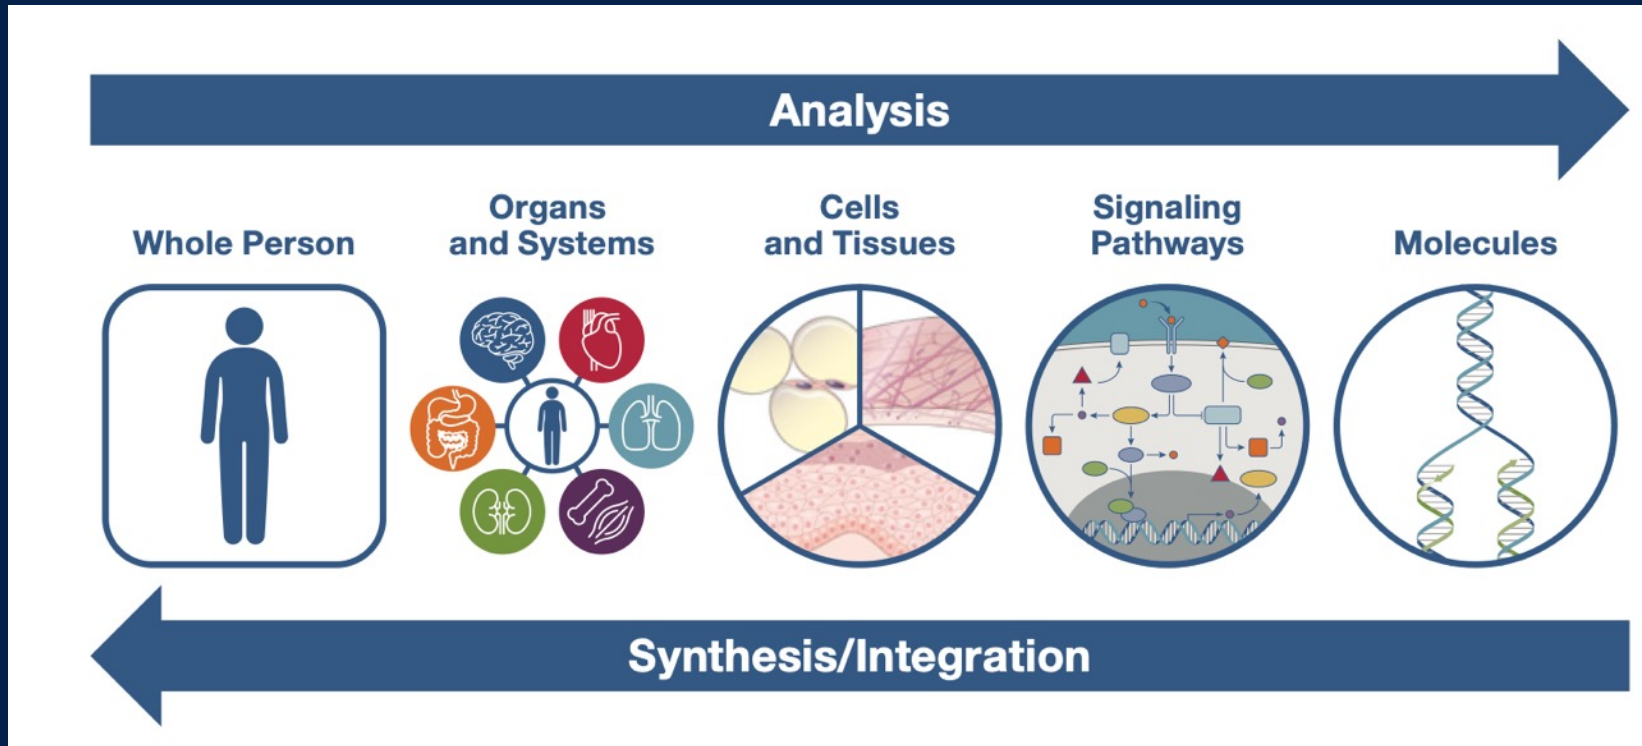 Analysis
Whole Person
Organs
and Systems
Cells
and Tissues
Signaling
Pathways
Molecules
Synthesis/Integration